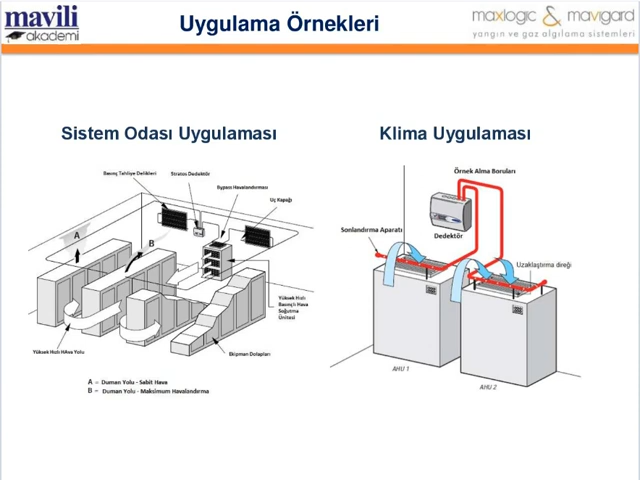 mavili
akademi
Uygulama Örnekleri
maxlogic & mavigard
yangın ve gaz algılama sistemleri
Sistem Odası Uygulaması
Klima Uygulaması
Basınç Tahliye Delikleri
Stratos Dedektör
Bypass Havalandırması
Uç Kapağı
A
B
Yüksek Hızlı
Basınçlı Hava
Soğutma
Ünitesi
Yüksek Hızlı HAva Yolu
Ekipman Dolapları
A = Duman Yolu - Sabit Hava
B = Duman Yolu - Maksimum Havalandırma
Örnek Alma Boruları
Sonlandırma Aparatı
Dedektör
Uzaklaştırma direği
AHU 1
AHU 2